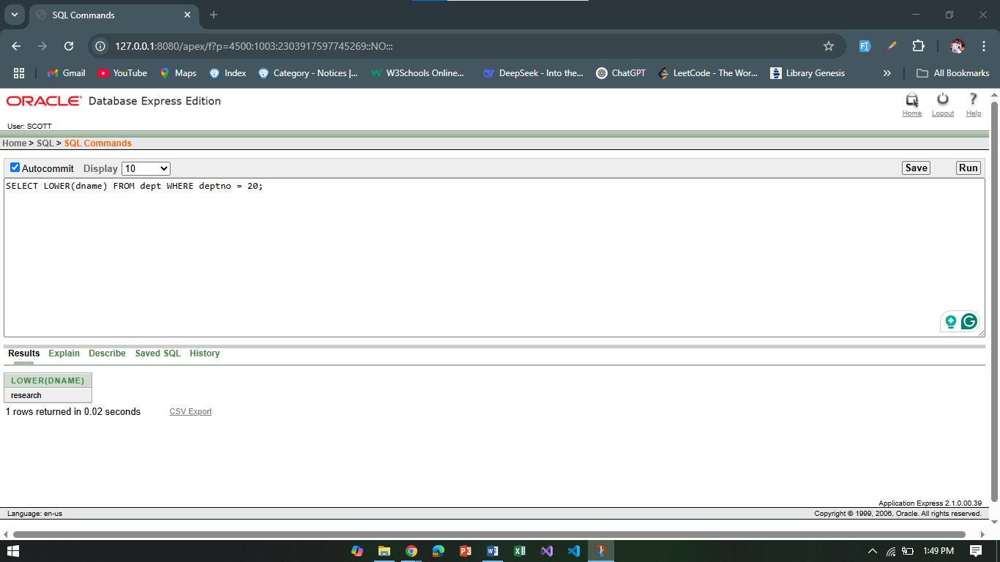 SQL Commands
127.0.0.1:8080/apex/f?p=4500:1003:2303917597745269::NO:::
Gmail YouTube Maps Index Category - Notices |... W3Schools Online... DeepSeek - Into the... ChatGPT LeetCode - The Wor... Library Genesis » All Bookmarks
ORACLE Database Express Edition
Home Logout Help
User: SCOTT
Home > SQL > SQL Commands
Autocommit Display 10 Save Run
SELECT LOWER(dname) FROM dept WHERE deptno = 20;
Results Explain Describe Saved SQL History
LOWER(DNAME)
research
1 rows returned in 0.02 seconds CSV Export
Application Express 2.1.0.00.39
Language: en-us Copyright © 1999, 2006, Oracle. All rights reserved.
1:49 PM